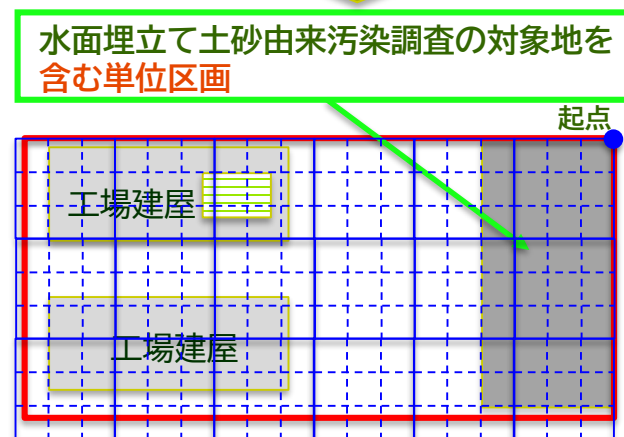 水面埋立て土砂由来汚染調査の対象地を
含む単位区画
起点
工場建屋
工場建屋